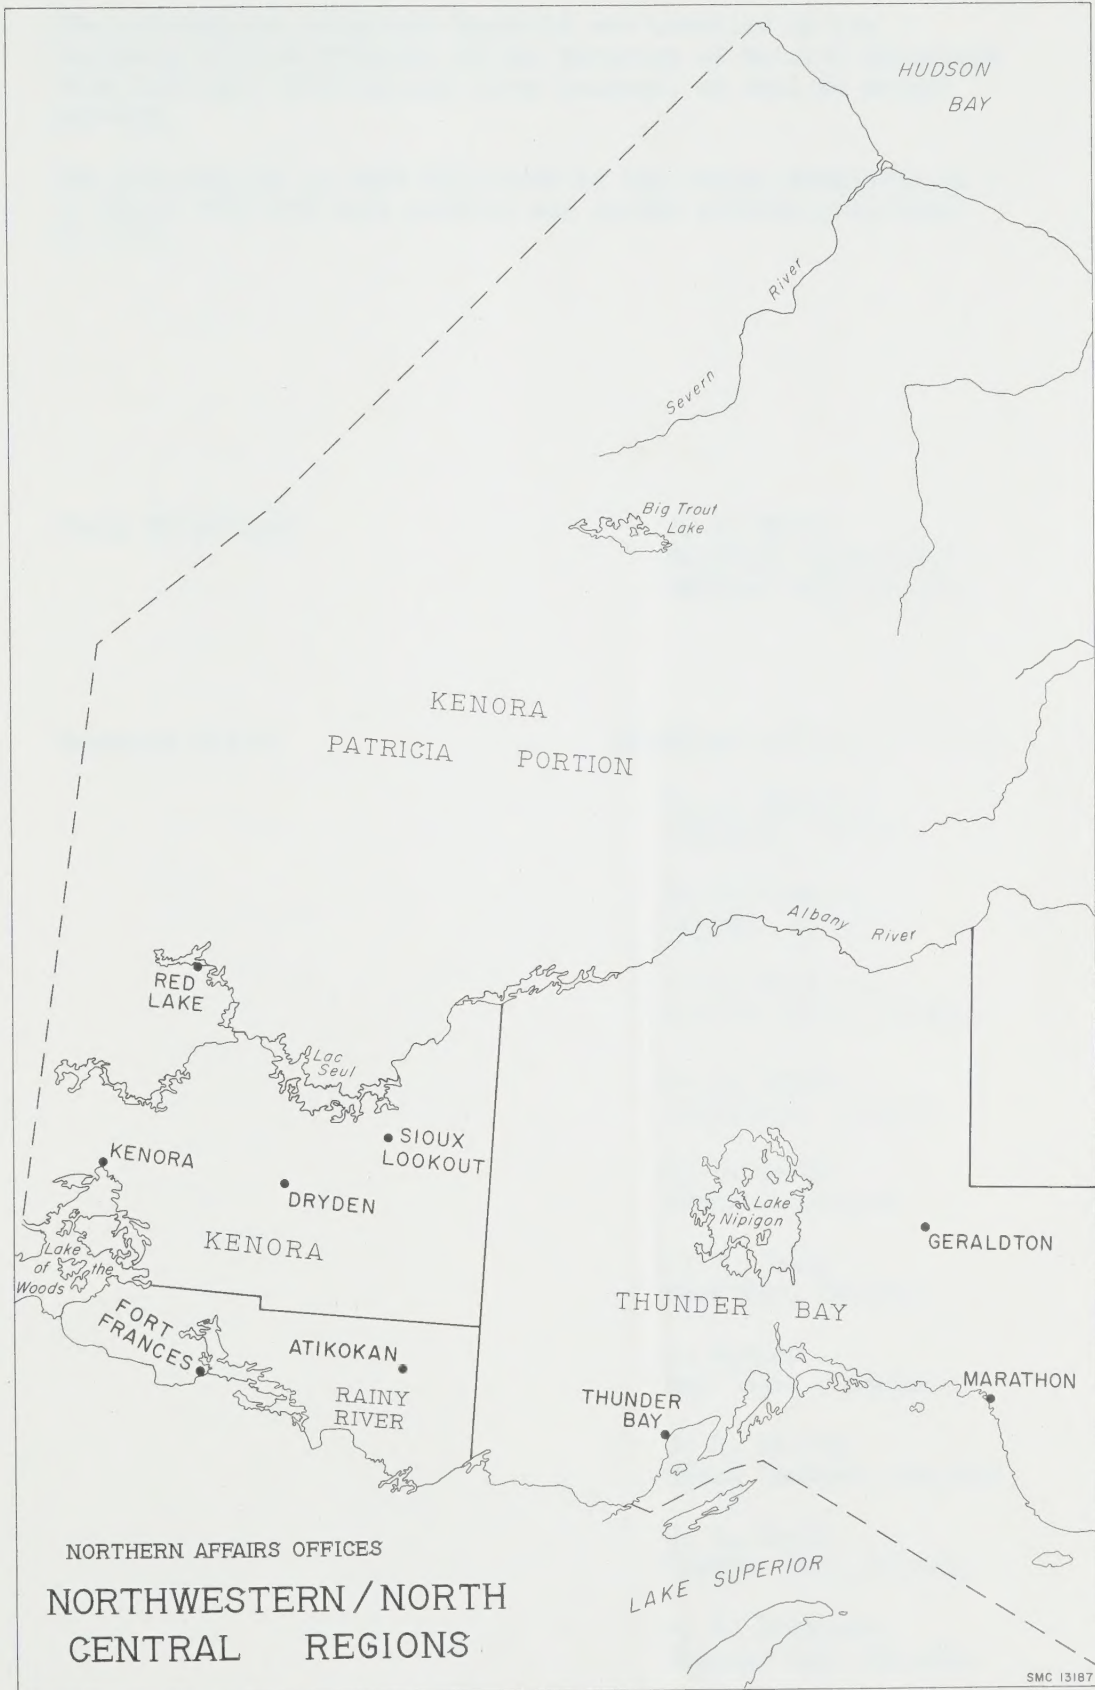 HUDSON
BAY
Severn River
Big Trout
Lake
KENORA
PATRICIA PORTION
Albany River
RED
LAKE
Lac
Seul
SIOUX
LOOKOUT
KENORA
DRYDEN
Lake
Nipigon
GERALDTON
KENORA
Lake
of the
Woods
THUNDER BAY
FORT
FRANCES
ATIKOKAN
RAINY
RIVER
MARATHON
THUNDER
BAY
NORTHERN AFFAIRS OFFICES
NORTHWESTERN / NORTH
CENTRAL REGIONS
LAKE SUPERIOR
SMC 13187